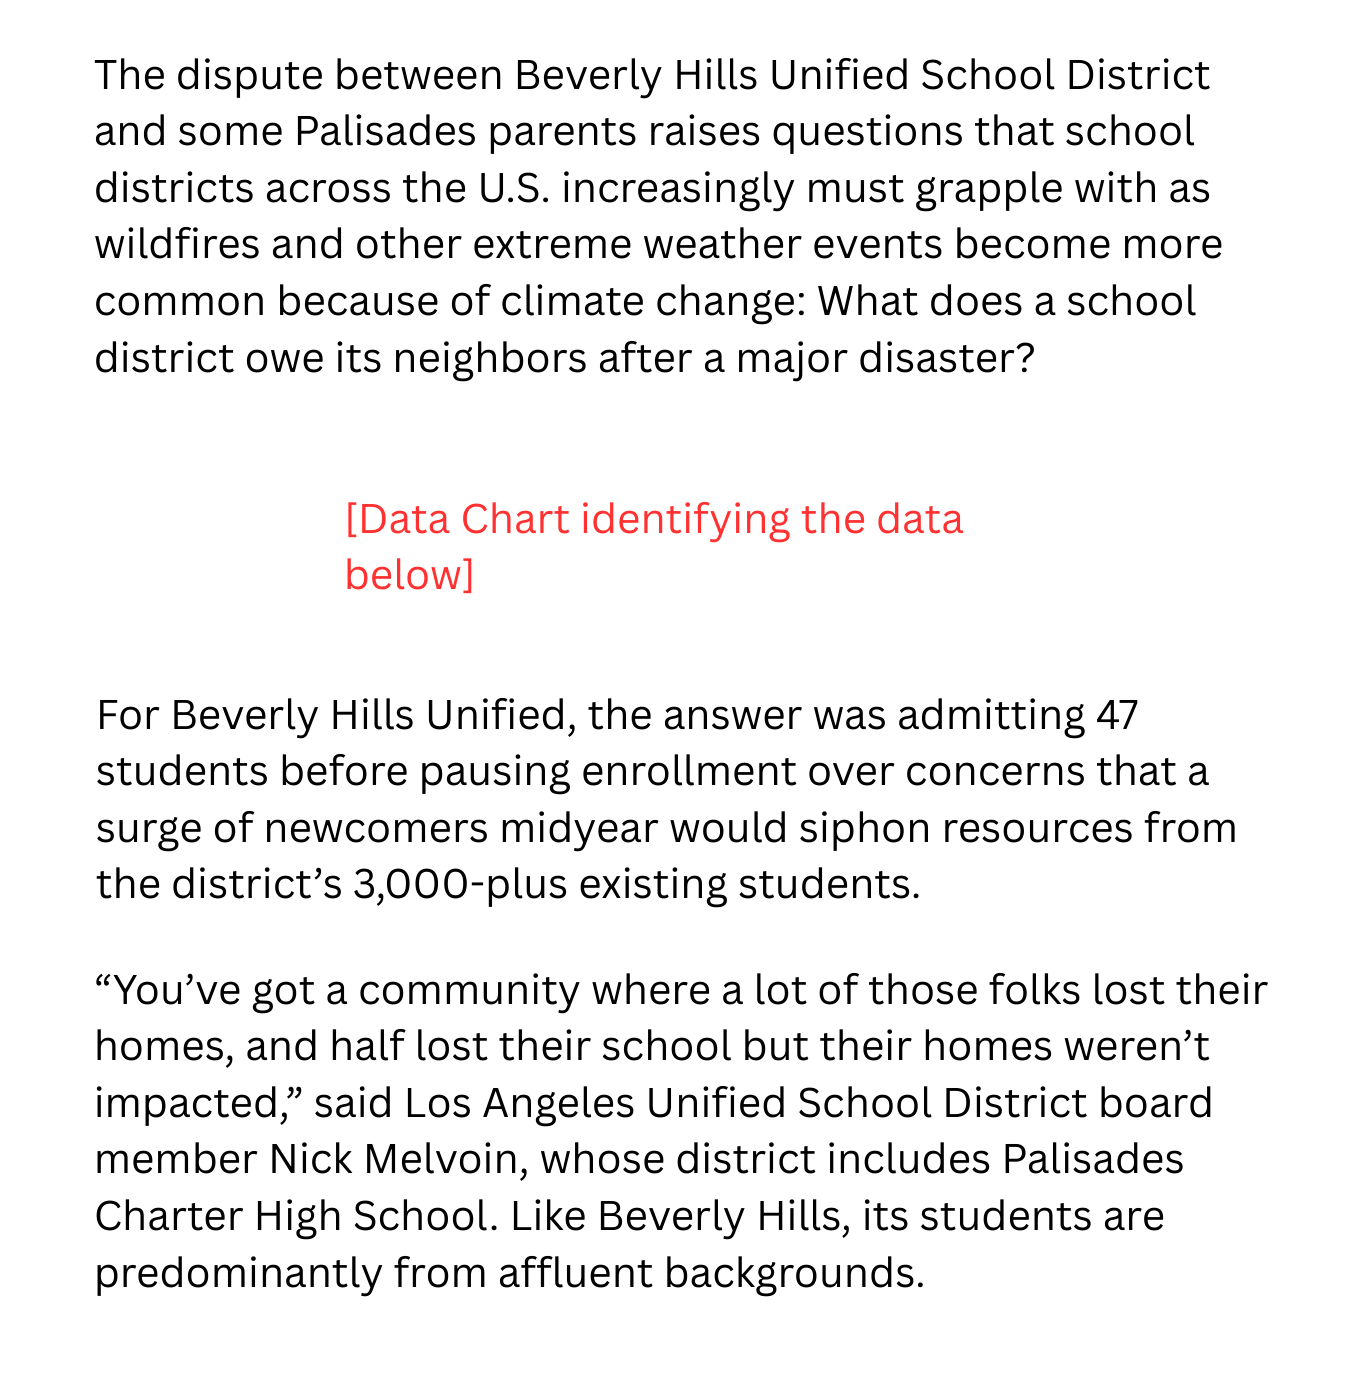 The dispute between Beverly Hills Unified School District
and some Palisades parents raises questions that school
districts across the U.S. increasingly must grapple with as
wildfires and other extreme weather events become more
common because of climate change: What does a school
district owe its neighbors after a major disaster?
[Data Chart identifying the data
below]
For Beverly Hills Unified, the answer was admitting 47
students before pausing enrollment over concerns that a
surge of newcomers midyear would siphon resources from
the district’s 3,000-plus existing students.
“You’ve got a community where a lot of those folks lost their
homes, and half lost their school but their homes weren’t
impacted,” said Los Angeles Unified School District board
member Nick Melvoin, whose district includes Palisades
Charter High School. Like Beverly Hills, its students are
predominantly from affluent backgrounds.